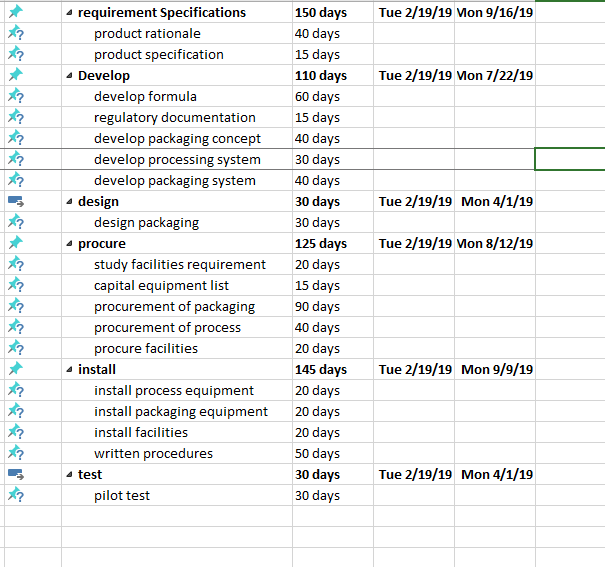 requirement Specifications 150 days Tue 2/19/19 Mon 9/16/19
product rationale 40 days
product specification 15 days
Develop 110 days Tue 2/19/19 Mon 7/22/19
develop formula 60 days
regulatory documentation 15 days
develop packaging concept 40 days
develop processing system 30 days
develop packaging system 40 days
design 30 days Tue 2/19/19 Mon 4/1/19
design packaging 30 days
procure 125 days Tue 2/19/19 Mon 8/12/19
study facilities requirement 20 days
capital equipment list 15 days
procurement of packaging 90 days
procurement of process 40 days
procure facilities 20 days
install 145 days Tue 2/19/19 Mon 9/9/19
install process equipment 20 days
install packaging equipment 20 days
install facilities 20 days
written procedures 50 days
test 30 days Tue 2/19/19 Mon 4/1/19
pilot test 30 days